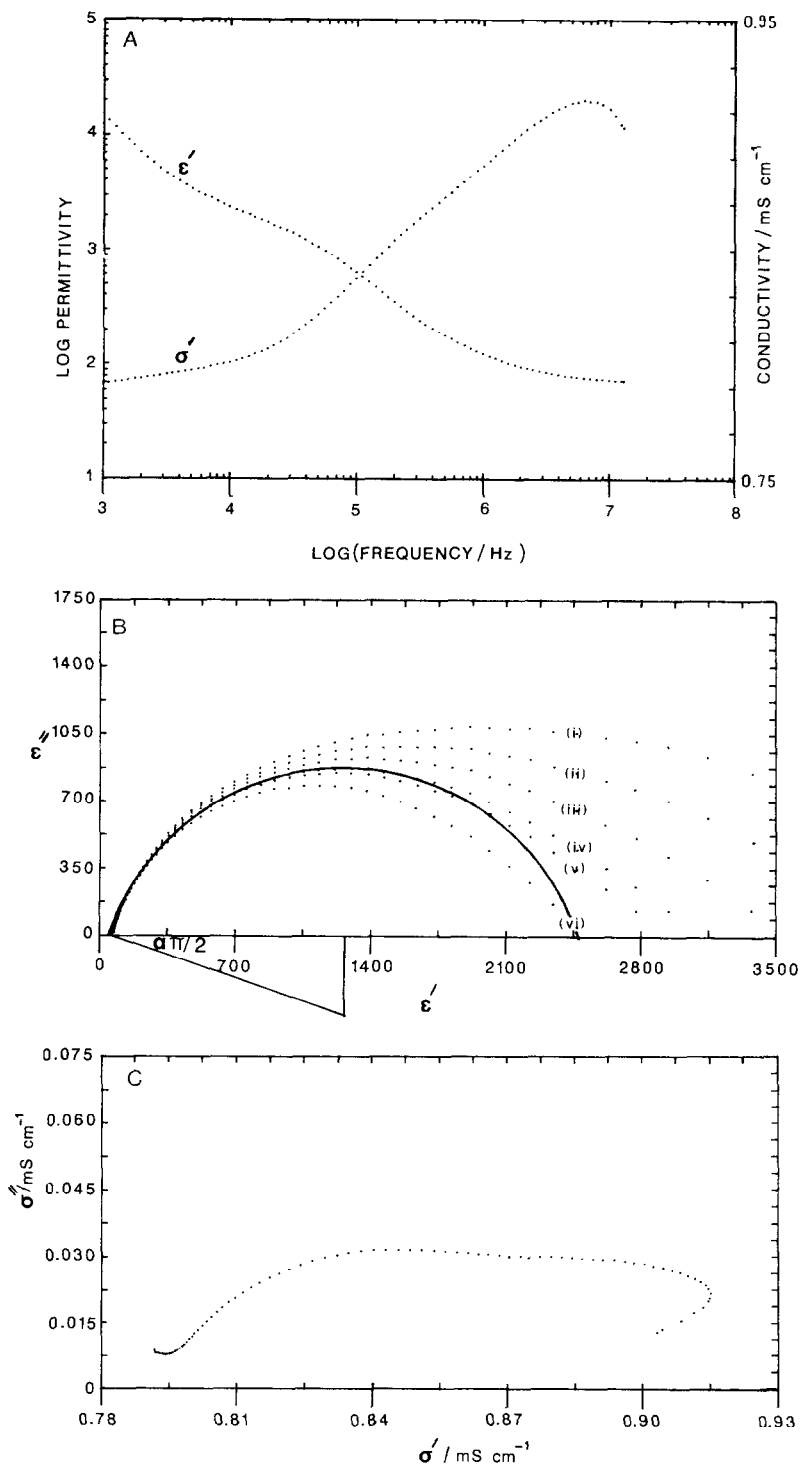 A
5
4
3
2
1
LOG PERMITTIVITY
ε′
σ′
0.95
0.75
CONDUCTIVITY / mS cm⁻¹
3 4 5 6 7 8
LOG(FREQUENCY / Hz)
B
1750
1400
1050
700
350
0
ε″
(i)
(ii)
(iii)
(iv)
(v)
(vi)
απ/2
0 700 1400 2100 2800 3500
ε′
C
0.075
0.060
0.045
0.030
0.015
0
σ″/mS cm⁻¹
0.78 0.81 0.84 0.87 0.90 0.93
σ′ / mS cm⁻¹